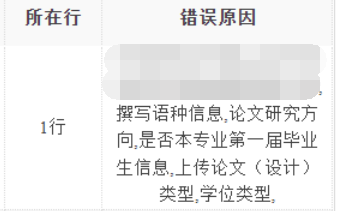 所在行 错误原因
,
1行
撰写语种信息,论文研究方
向,是否本专业第一届毕业
生信息,上传论文（设计）
类型,学位类型,